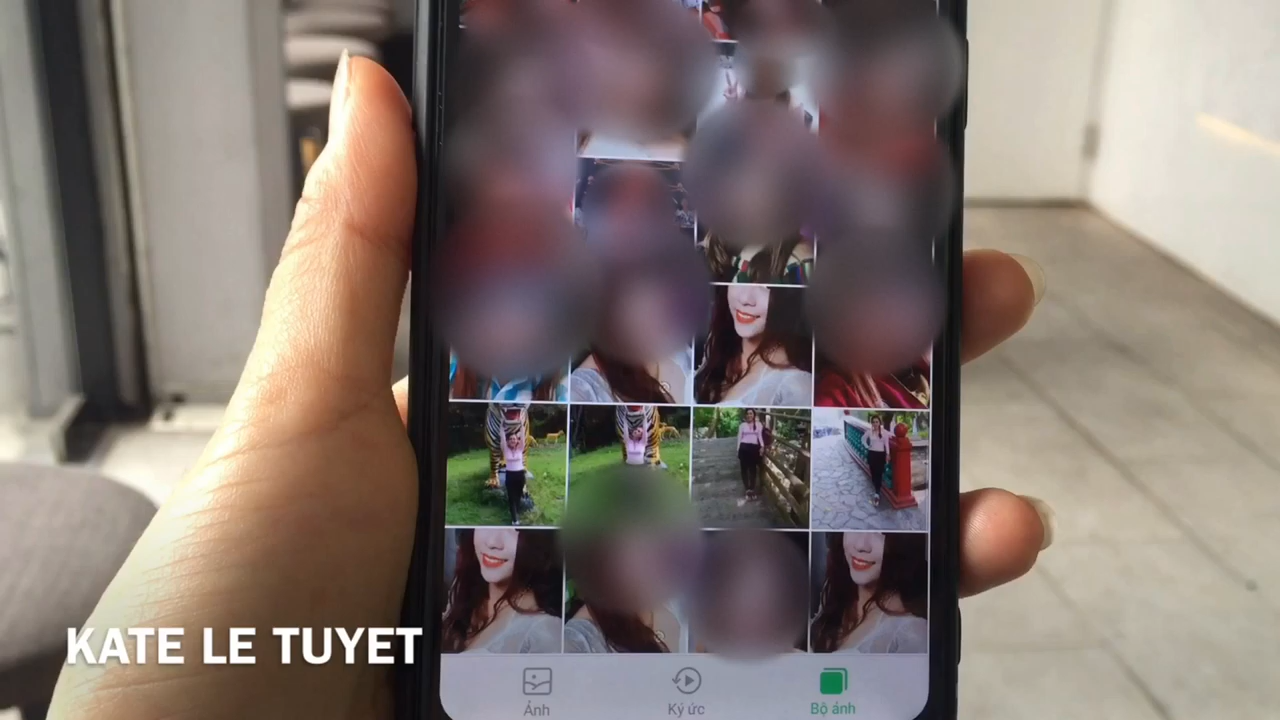 KATE LE TUYET
Ảnh
Ký ức
Bộ ảnh